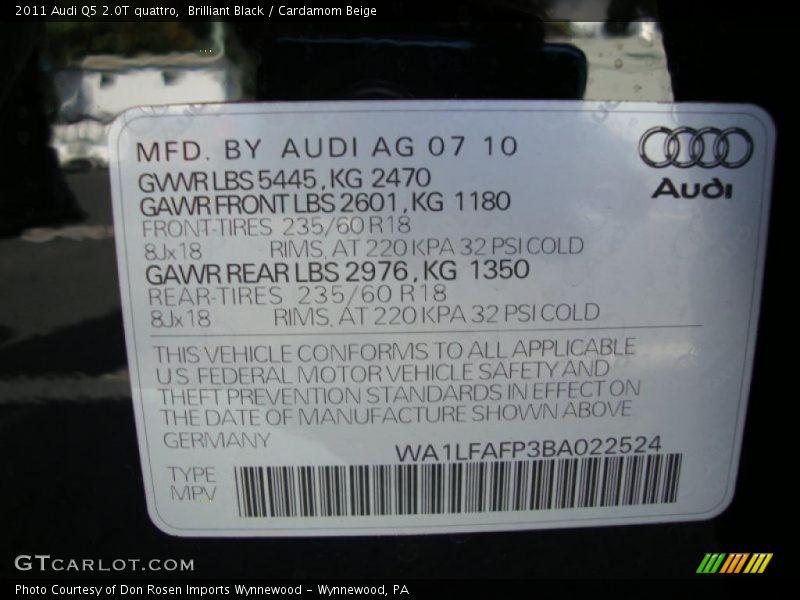 2011 Audi Q5 2.0T quattro,  Brilliant Black / Cardamom Beige
MFD. BY AUDI AG 07 10
GVWR LBS 5445, KG 2470
GAWR FRONT LBS 2601, KG 1180
FRONT-TIRES 235/60 R18
8Jx18 RIMS, AT 220 KPA 32 PSI COLD
GAWR REAR LBS 2976, KG 1350
REAR-TIRES 235/60 R18
8Jx18 RIMS, AT 220 KPA 32 PSI COLD
Audi
THIS VEHICLE CONFORMS TO ALL APPLICABLE
U.S. FEDERAL MOTOR VEHICLE SAFETY AND
THEFT PREVENTION STANDARDS IN EFFECT ON
THE DATE OF MANUFACTURE SHOWN ABOVE
GERMANY
WA1LFAFP3BA022524
TYPE
MPV
GTCARLOT.COM
Photo Courtesy of Don Rosen Imports Wynnewood - Wynnewood, PA